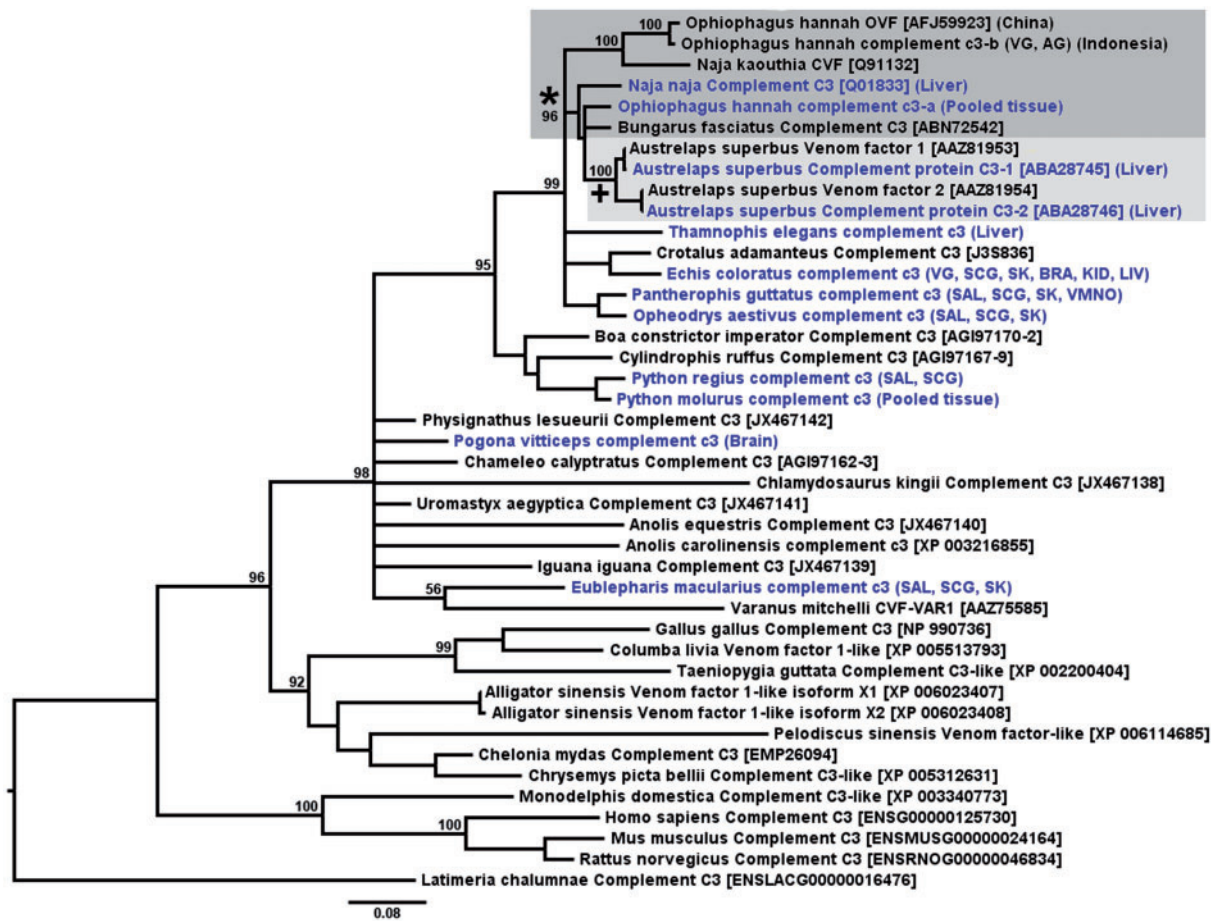 100 Ophiophagus hannah OVF [AFJ59923] (China)
100 Ophiophagus hannah complement c3-b (VG, AG) (Indonesia)
Naja kaouthia CVF [Q91132]
Naja naja Complement C3 [Q01833] (Liver)
*
96 Ophiophagus hannah complement c3-a (Pooled tissue)
Bungarus fasciatus Complement C3 [ABN72542]
Austrelaps superbus Venom factor 1 [AAZ81953]
100 Austrelaps superbus Complement protein C3-1 [ABA28745] (Liver)
99 + Austrelaps superbus Venom factor 2 [AAZ81954]
Austrelaps superbus Complement protein C3-2 [ABA28746] (Liver)
Thamnophis elegans complement c3 (Liver)
Crotalus adamanteus Complement C3 [J3S836]
95 Echis coloratus complement c3 (VG, SCG, SK, BRA, KID, LIV)
Pantherophis guttatus complement c3 (SAL, SCG, SK, VMNO)
Opheodrys aestivus complement c3 (SAL, SCG, SK)
Boa constrictor imperator Complement C3 [AGI97170-2]
Cylindrophis ruffus Complement C3 [AGI97167-9]
Python regius complement c3 (SAL, SCG)
Python molurus complement c3 (Pooled tissue)
Physignathus lesueurii Complement C3 [JX467142]
Pogona vitticeps complement c3 (Brain)
Chameleo calyptratus Complement C3 [AGI97162-3]
98 Chlamydosaurus kingii Complement C3 [JX467138]
Uromastyx aegyptica Complement C3 [JX467141]
Anolis equestris Complement C3 [JX467140]
Anolis carolinensis complement c3 [XP 003216855]
Iguana iguana Complement C3 [JX467139]
96 56 Eublepharis macularius complement c3 (SAL, SCG, SK)
Varanus mitchelli CVF-VAR1 [AAZ75585]
Gallus gallus Complement C3 [NP 990736]
99 Columba livia Venom factor 1-like [XP 005513793]
Taeniopygia guttata Complement C3-like [XP 002200404]
92 Alligator sinensis Venom factor 1-like isoform X1 [XP 006023407]
Alligator sinensis Venom factor 1-like isoform X2 [XP 006023408]
Pelodiscus sinensis Venom factor-like [XP 006114685]
Chelonia mydas Complement C3 [EMP26094]
Chrysemys picta bellii Complement C3-like [XP 005312631]
100 Monodelphis domestica Complement C3-like [XP 003340773]
Homo sapiens Complement C3 [ENSG00000125730]
100 Mus musculus Complement C3 [ENSMUSG00000024164]
Rattus norvegicus Complement C3 [ENSRNOG00000046834]
Latimeria chalumnae Complement C3 [ENSLACG00000016476]
0.08